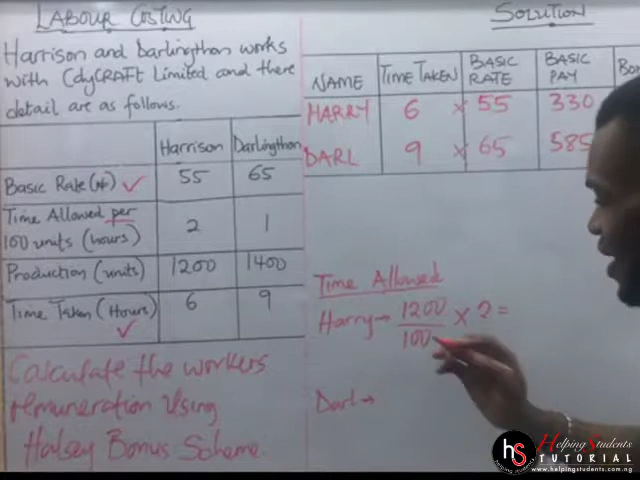 LABOUR COSTING
Harrison and Darlingthon works
with CdyCRAFt Limited and there
detail are as follows.
Harrison Darlingthon
Basic Rate (₦) ✓ 55 65
Time Allowed per
100 units (hours) 2 1
Production (units) 1200 1400
Time Taken (Hours) 6 9
✓
Calculate the workers
remuneration Using
Halsey Bonus Scheme.
SOLUTION
NAME TIME TAKEN BASIC RATE BASIC PAY Bon
HARRY 6 × 55 330
DARL 9 × 65 585
Time Allowed
Harry → 1200 × 2 =
100
Darl →
hS Helping Students
TUTORIAL
www.helpingstudents.com.ng